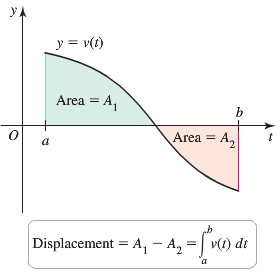 y
y = v(t)
Area = A₁
b
O
a
Area = A₂
t
Displacement = A₁ − A₂ = ∫ₐᵇ v(t) dt